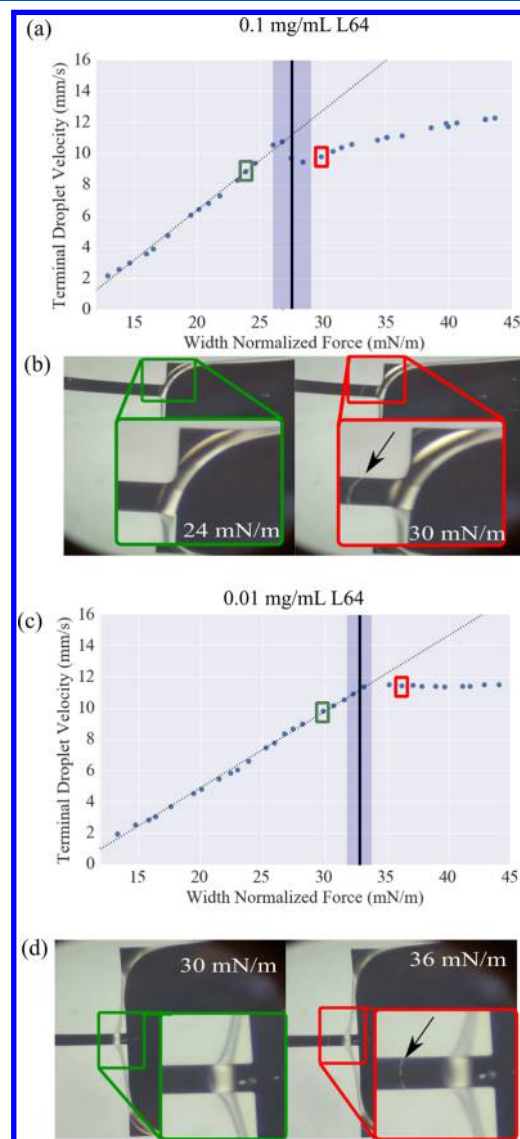 (a)
0.1 mg/mL L64
Terminal Droplet Velocity (mm/s)
16
14
12
10
8
6
4
2
0
15 20 25 30 35 40 45
Width Normalized Force (mN/m)
(b)
24 mN/m
30 mN/m
0.01 mg/mL L64
(c)
Terminal Droplet Velocity (mm/s)
16
14
12
10
8
6
4
2
0
15 20 25 30 35 40 45
Width Normalized Force (mN/m)
(d)
30 mN/m
36 mN/m